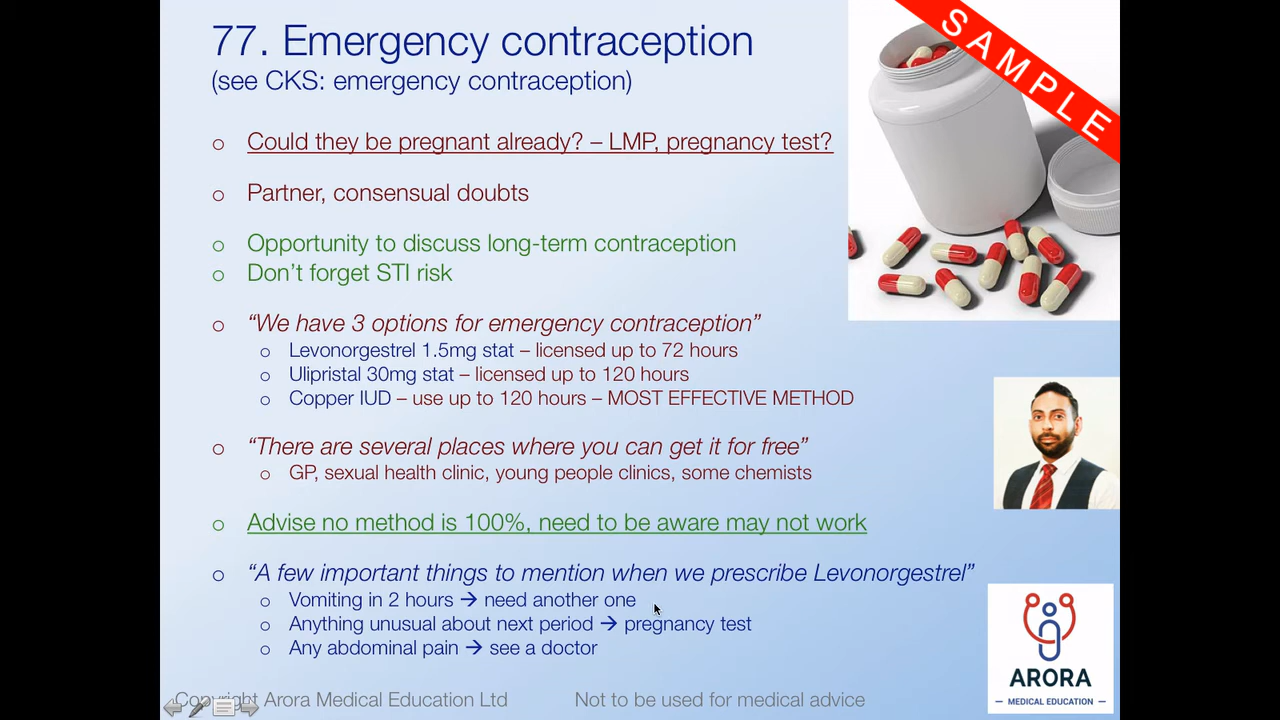 77. Emergency contraception
(see CKS: emergency contraception)
SAMPLE
o Could they be pregnant already? – LMP, pregnancy test?
o Partner, consensual doubts
o Opportunity to discuss long-term contraception
o Don’t forget STI risk
o “We have 3 options for emergency contraception”
o Levonorgestrel 1.5mg stat – licensed up to 72 hours
o Ulipristal 30mg stat – licensed up to 120 hours
o Copper IUD – use up to 120 hours – MOST EFFECTIVE METHOD
o “There are several places where you can get it for free”
o GP, sexual health clinic, young people clinics, some chemists
o Advise no method is 100%, need to be aware may not work
o “A few important things to mention when we prescribe Levonorgestrel”
o Vomiting in 2 hours → need another one
o Anything unusual about next period → pregnancy test
o Any abdominal pain → see a doctor
ARORA
– MEDICAL EDUCATION –
Copyright Arora Medical Education Ltd Not to be used for medical advice